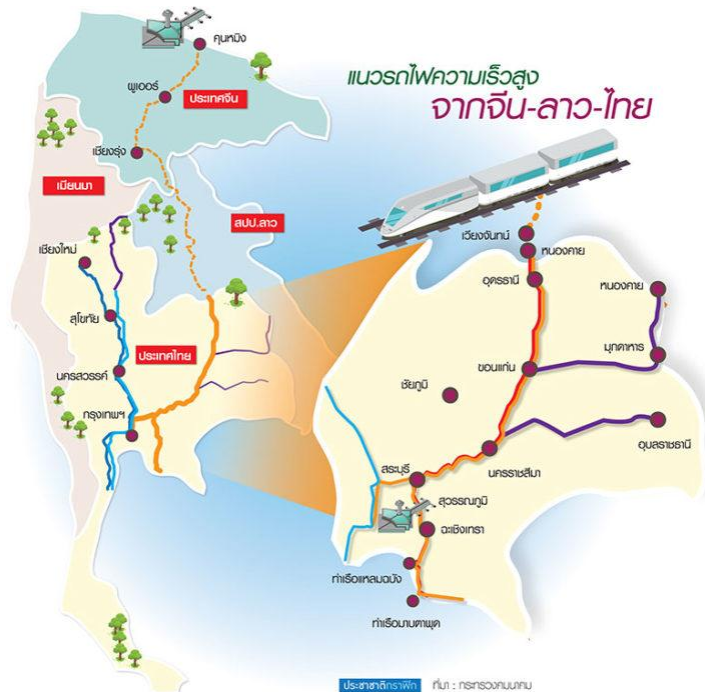 แนวรถไฟความเร็วสูง
จากจีน-ลาว-ไทย
คุนหมิง
ผูเออร์
ประเทศจีน
เชียงรุ่ง
เมียนมา
สปป.ลาว
เชียงใหม่
สุโขทัย
ประเทศไทย
นครสวรรค์
กรุงเทพฯ
เวียงจันทน์
หนองคาย
อุดรธานี
หนองคาย
มุกดาหาร
ขอนแก่น
ชัยภูมิ
อุบลราชธานี
นครราชสีมา
สระบุรี
สุวรรณภูมิ
ฉะเชิงเทรา
ท่าเรือแหลมฉบัง
ท่าเรือมาบตาพุด
ประชาชาติกราฟิก ที่มา : กระทรวงคมนาคม